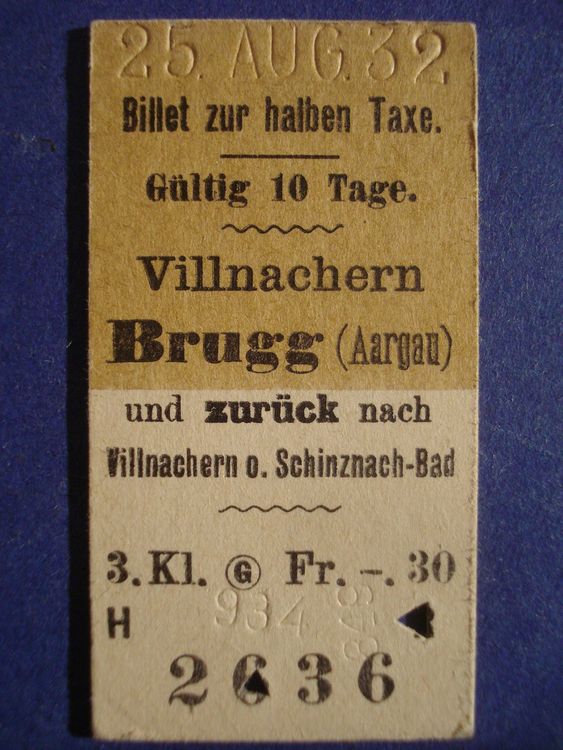 25. AUG. 32
Billet zur halben Taxe.
Gültig 10 Tage.
Villnachern
Brugg (Aargau)
und zurück nach
Villnachern o. Schinznach-Bad
3. Kl. Ⓖ Fr. -. 30
934
H
2636